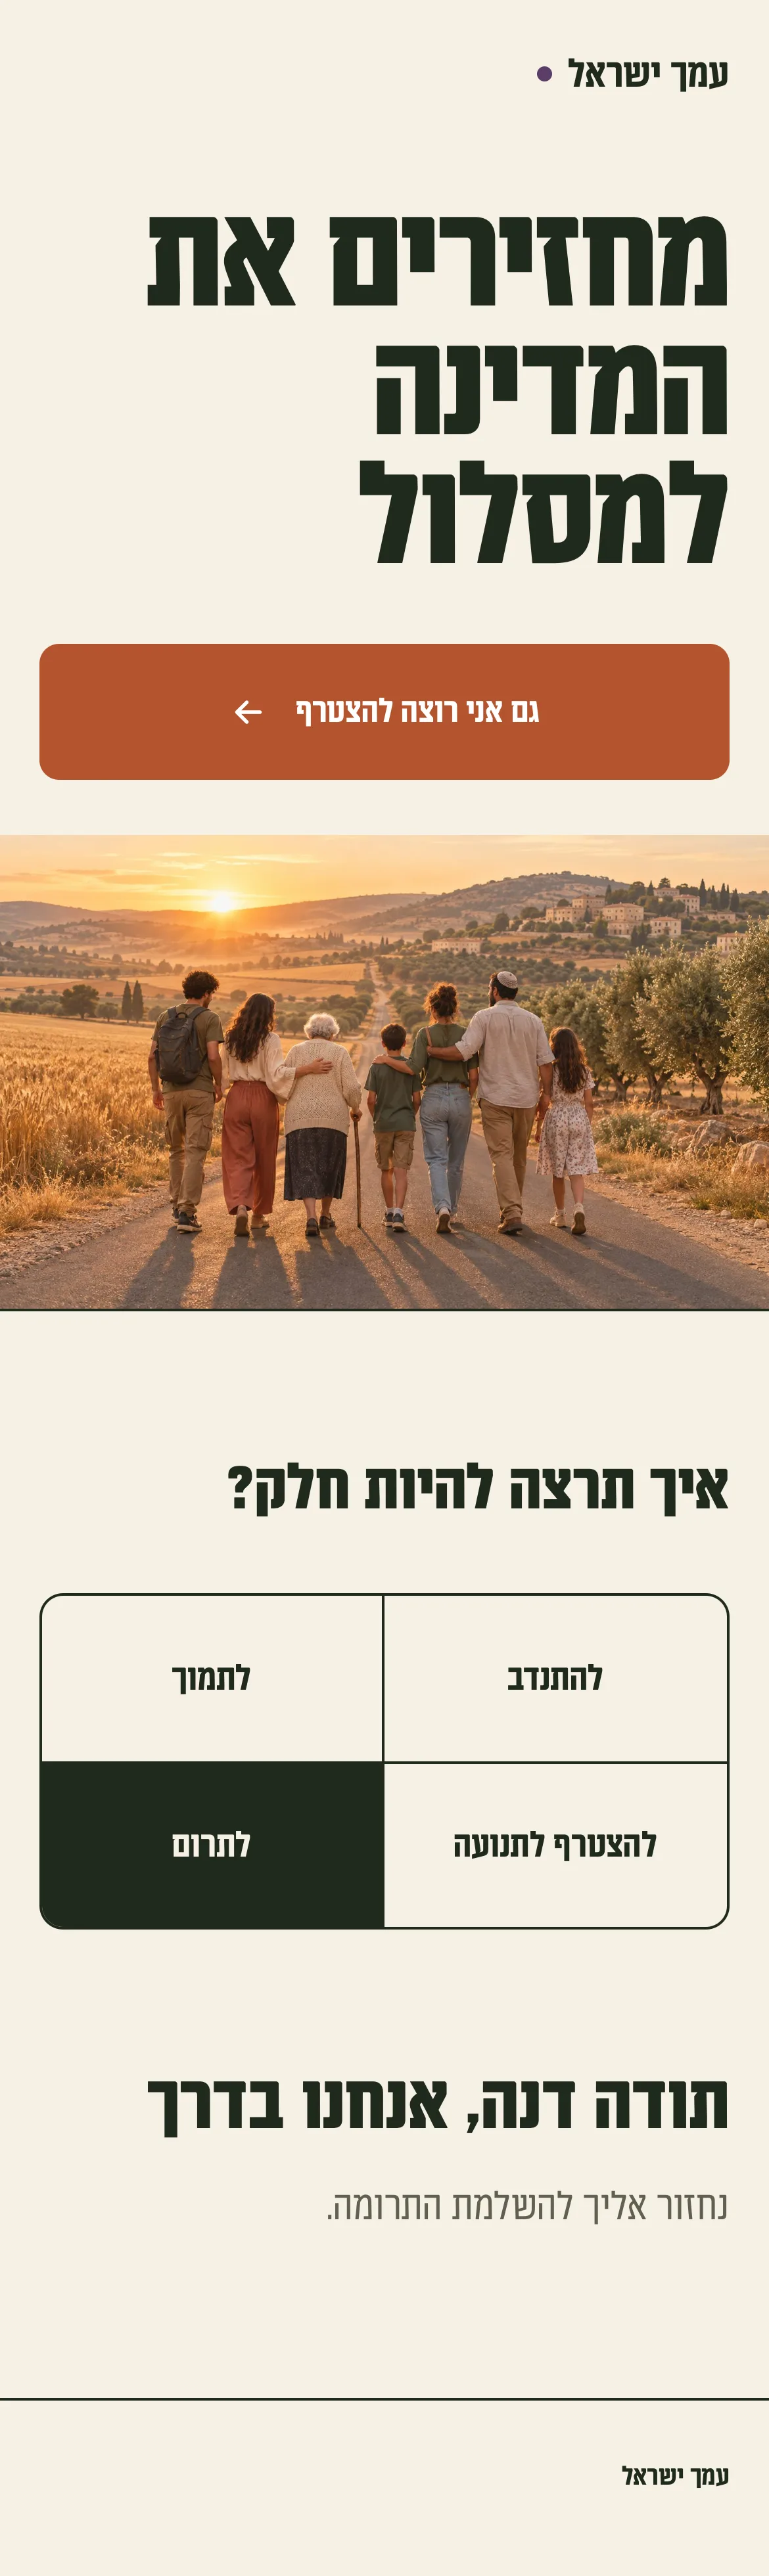 עמך ישראל
מחזירים את
המדינה
למסלול
גם אני רוצה להצטרף ←
איך תרצה להיות חלק?
להתנדב
לתמוך
להצטרף לתנועה
לתרום
תודה דנה, אנחנו בדרך
נחזור אליך להשלמת התרומה.
עמך ישראל